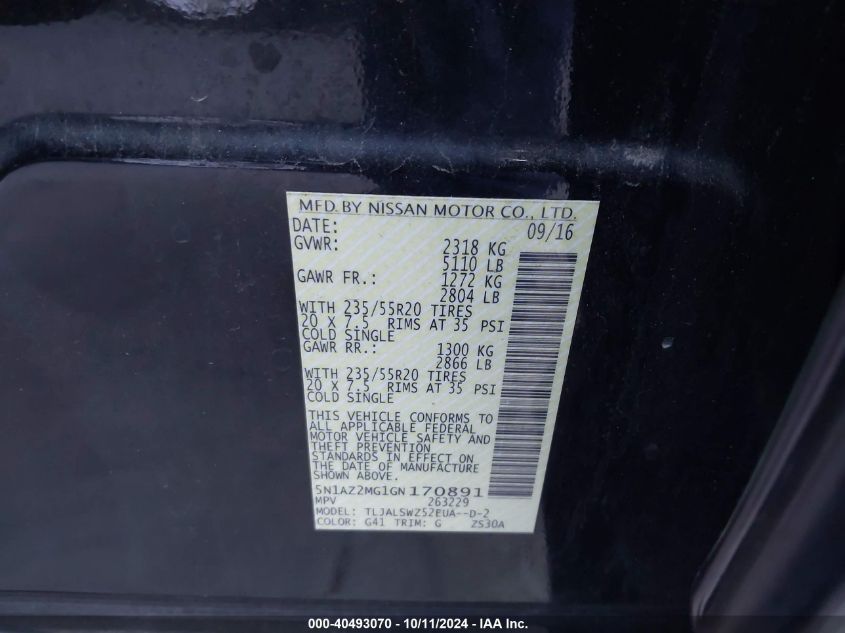 MFD. BY NISSAN MOTOR CO., LTD.
DATE: 09/16
GVWR: 2318 KG
5110 LB
GAWR FR.: 1272 KG
2804 LB
WITH 235/55R20 TIRES
20 X 7.5 RIMS AT 35 PSI
COLD SINGLE
GAWR RR.: 1300 KG
2866 LB
WITH 235/55R20 TIRES
20 X 7.5 RIMS AT 35 PSI
COLD SINGLE
THIS VEHICLE CONFORMS TO
ALL APPLICABLE FEDERAL
MOTOR VEHICLE SAFETY AND
THEFT PREVENTION
STANDARDS IN EFFECT ON
THE DATE OF MANUFACTURE
SHOWN ABOVE.
5N1AZ2MG1GN170891
MPV 263229
MODEL: TLJALSWZ52EUA--D-2
COLOR: G41 TRIM: G ZS30A
000-40493070 - 10/11/2024 - IAA Inc.